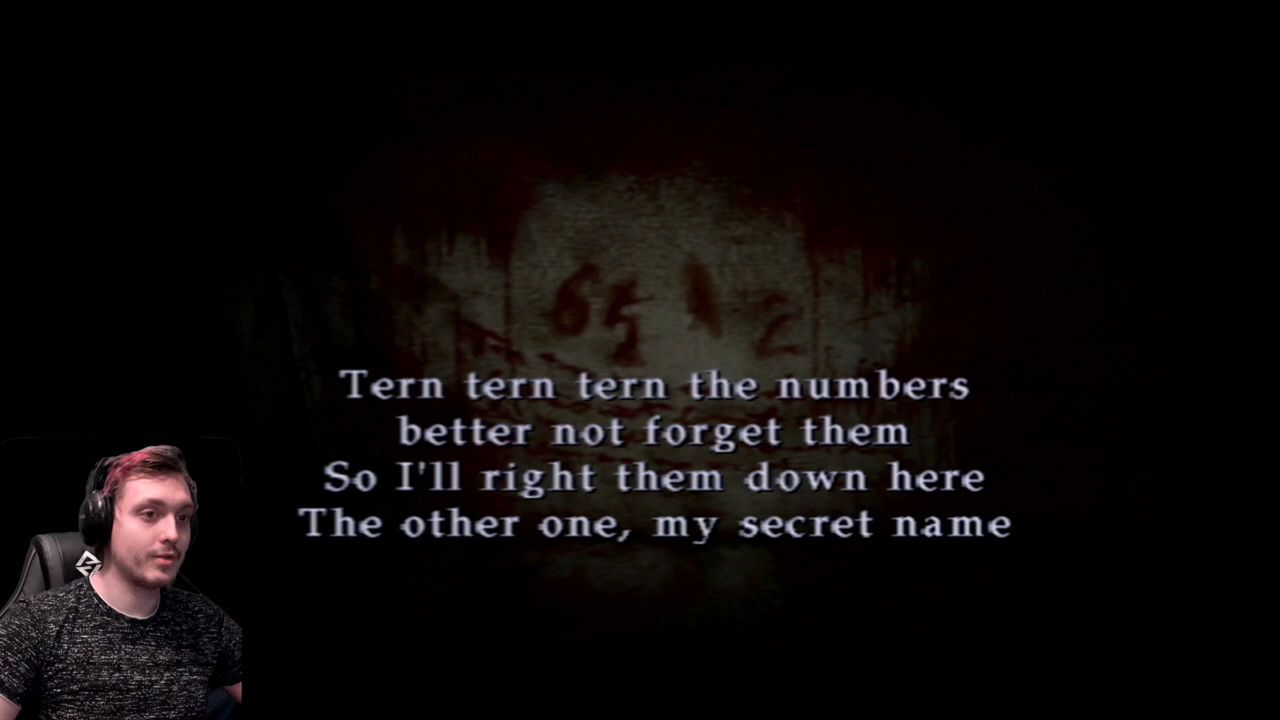 65 12
Tern tern tern the numbers
better not forget them
So I'll right them down here
The other one, my secret name